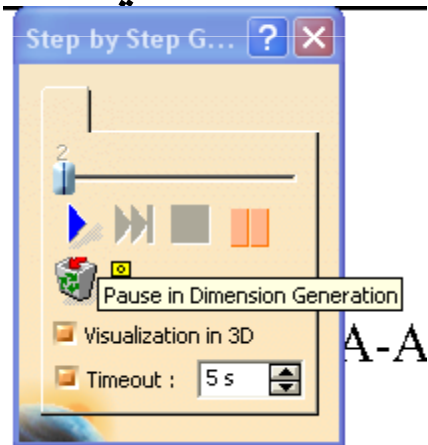 Step by Step G... ? X
2
Pause in Dimension Generation
Visualization in 3D
Timeout : 5 s
A-A